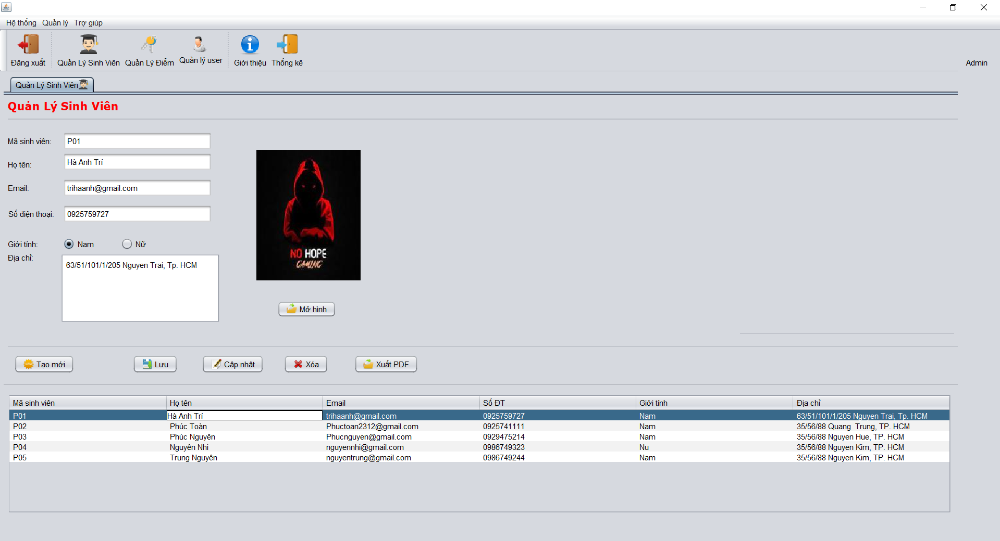 Hệ thống Quản lý Trợ giúp
Đăng xuất Quản Lý Sinh Viên Quản Lý Điểm Quản lý user Giới thiệu Thống kê Admin
Quản Lý Sinh Viên
Quản Lý Sinh Viên
Mã sinh viên: P01
Họ tên: Hà Anh Trí
Email: trihaanh@gmail.com
Số điện thoại: 0925759727
Giới tính: Nam Nữ
Địa chỉ: 63/51/101/1/205 Nguyen Trai, Tp. HCM
NO HOPE
GAMING
Mở hình
Tạo mới Lưu Cập nhật Xóa Xuất PDF
Mã sinh viên Họ tên Email Số ĐT Giới tính Địa chỉ
P01 Hà Anh Trí trihaanh@gmail.com 0925759727 Nam 63/51/101/1/205 Nguyen Trai, Tp. HCM
P02 Phúc Toàn Phuctoan2312@gmail.com 0925741111 Nam 35/56/88 Quang  Trung, TP. HCM
P03 Phúc Nguyên Phucnguyen@gmail.com 0929475214 Nam 35/56/88 Nguyen Hue, TP. HCM
P04 Nguyên Nhi nguyennhi@gmail.com 0986749323 Nu 35/56/88 Nguyen Kim, TP. HCM
P05 Trung Nguyên nguyentrung@gmail.com 0986749244 Nam 35/56/88 Nguyen Kim, TP. HCM